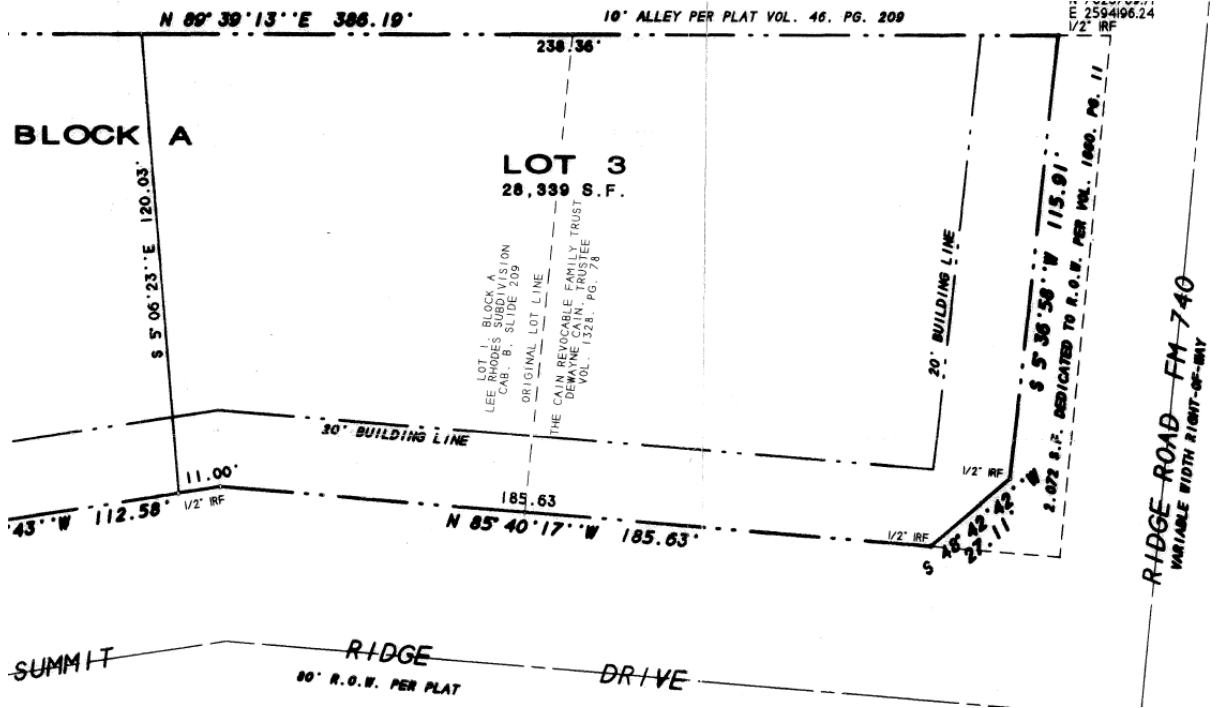 N 89°39'13''E 386.19'
10' ALLEY PER PLAT VOL. 46. PG. 209
E 2594196.24
1/2" IRF
238.36'
BLOCK A
LOT 3
28,339 S.F.
S 5°06'23''E 120.03'
LOT 1. BLOCK A
LEE RHODES SUBDIVISION
CAB. B. SLIDE 209
ORIGINAL LOT LINE
THE CAIN REVOCABLE FAMILY TRUST
DEWAYNE CAIN. TRUSTEE
VOL. 1328. PG. 78
20' BUILDING LINE
S 5°36'58''W 115.91'
2.072 S.F. DEDICATED TO R.O.W. PER VOL. 1860. PG. 11
RIDGE ROAD FM 740
VARIABLE WIDTH RIGHT-OF-WAY
30' BUILDING LINE
1/2" IRF
11.00'
1/2" IRF
43''W 112.58'
185.63
N 85°40'17''W 185.63'
1/2" IRF
S 48°42'42''W
27.11'
SUMMIT RIDGE DRIVE
80' R.O.W. PER PLAT